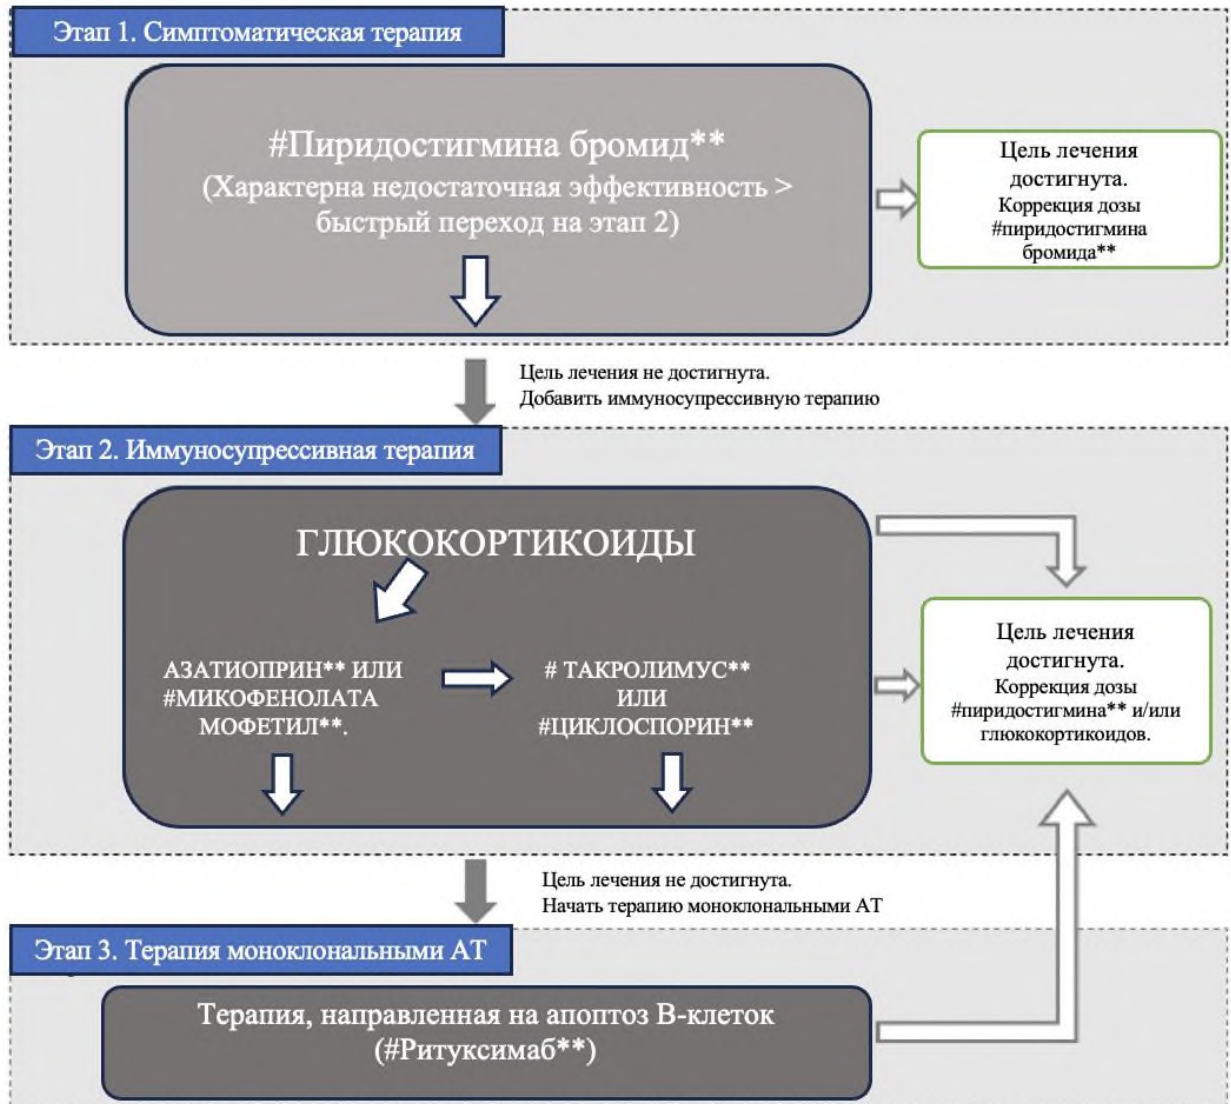 Этап 1. Симптоматическая терапия
#Пиридостигмина бромид**
(Характерна недостаточная эффективность >
быстрый переход на этап 2)
Цель лечения
достигнута.
Коррекция дозы
#пиридостигмина
бромида**
Цель лечения не достигнута.
Добавить иммуносупрессивную терапию
Этап 2. Иммуносупрессивная терапия
ГЛЮКОКОРТИКОИДЫ
АЗАТИОПРИН** ИЛИ
#МИКОФЕНОЛАТА
МОФЕТИЛ**.
# ТАКРОЛИМУС**
ИЛИ
#ЦИКЛОСПОРИН**
Цель лечения
достигнута.
Коррекция дозы
#пиридостигмина** и/или
глюкокортикоидов.
Цель лечения не достигнута.
Начать терапию моноклональными АТ
Этап 3. Терапия моноклональными АТ
Терапия, направленная на апоптоз В-клеток
(#Ритуксимаб**)